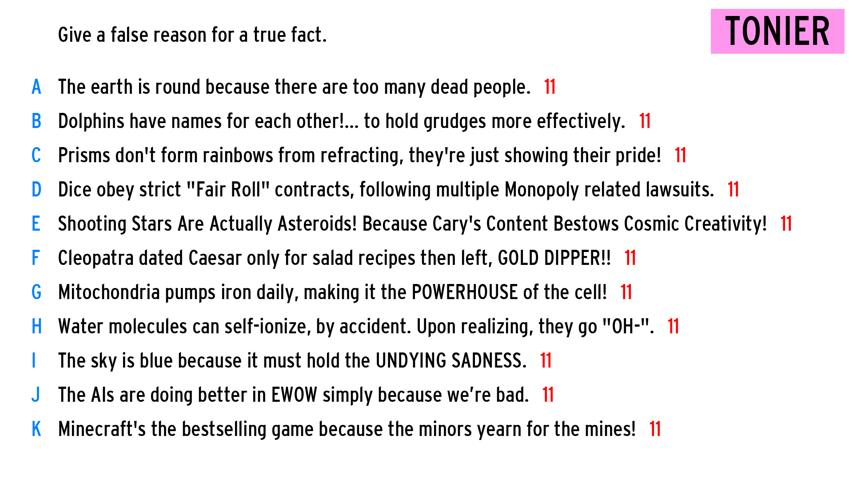 Give a false reason for a true fact.
TONIER
A The earth is round because there are too many dead people. 11
B Dolphins have names for each other!... to hold grudges more effectively. 11
C Prisms don't form rainbows from refracting, they're just showing their pride! 11
D Dice obey strict "Fair Roll" contracts, following multiple Monopoly related lawsuits. 11
E Shooting Stars Are Actually Asteroids! Because Cary's Content Bestows Cosmic Creativity! 11
F Cleopatra dated Caesar only for salad recipes then left, GOLD DIPPER!! 11
G Mitochondria pumps iron daily, making it the POWERHOUSE of the cell! 11
H Water molecules can self-ionize, by accident. Upon realizing, they go "OH-". 11
I The sky is blue because it must hold the UNDYING SADNESS. 11
J The AIs are doing better in EWOW simply because we’re bad. 11
K Minecraft's the bestselling game because the minors yearn for the mines! 11